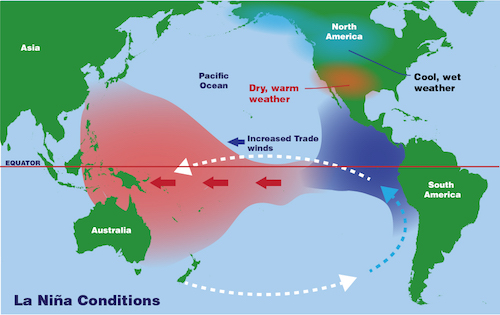 Asia
North
America
Pacific
Ocean
Cool, wet
weather
Dry, warm
weather
Increased Trade
winds
EQUATOR
South
America
Australia
La Niña Conditions